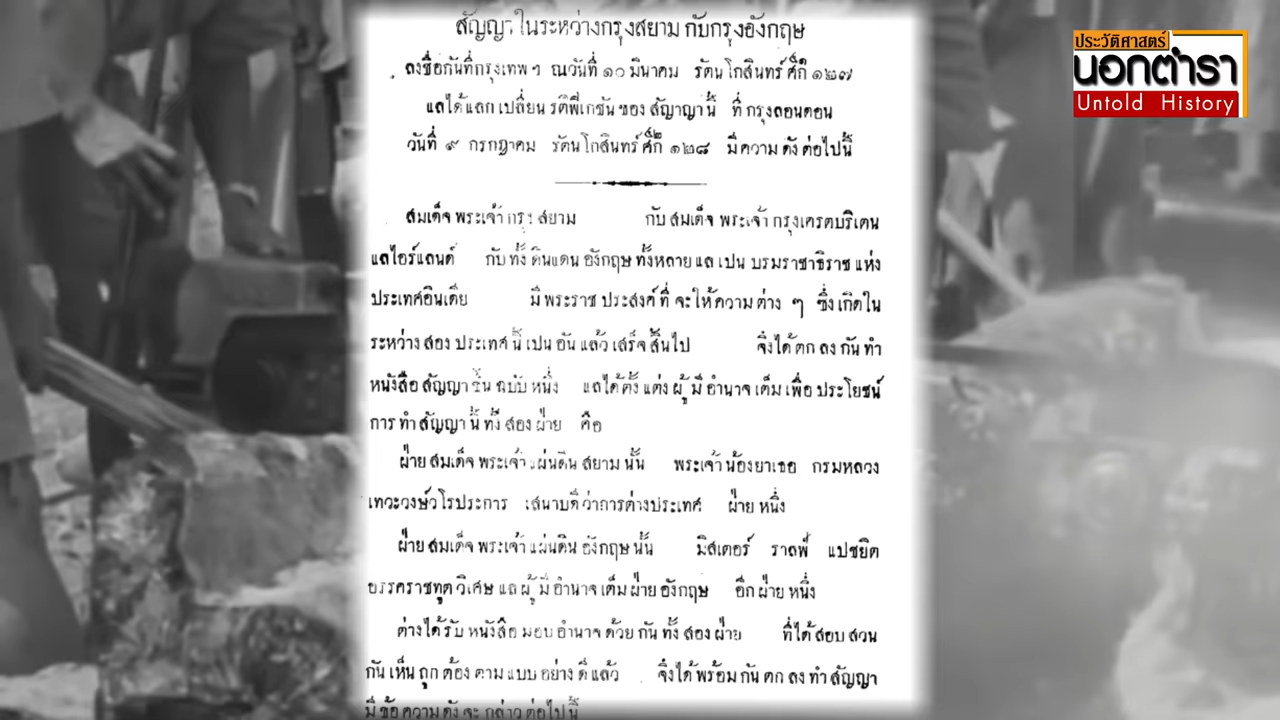 สัญญาในระหว่างกรุงสยามกับกรุงอังกฤษ
ลงชื่อกันที่กรุงเทพฯ ณวันที่ ๑๐ มีนาคม รัตนโกสินทร์ศก ๑๒๗
แลได้แลกเปลี่ยนรติฟิเกชันของสัญญานี้ ที่กรุงลอนดอน
วันที่ ๙ กรกฎาคม รัตนโกสินทร์ศก ๑๒๘ มีความดังต่อไปนี้
สมเด็จพระเจ้ากรุงสยาม กับสมเด็จพระเจ้ากรุงเครตบริเตน
แลไอร์แลนด์ กับทั้งดินแดนอังกฤษทั้งหลายแลเปนบรมราชาธิราชแห่ง
ประเทศอินเดีย มีพระราชประสงค์ที่จะให้ความต่าง ๆ ซึ่งเกิดใน
ระหว่างสองประเทศนี้เปนอันแล้วเสร็จสิ้นไป จึ่งได้ตกลงกันทำ
หนังสือสัญญาขึ้นฉบับหนึ่ง แลได้ตั้งแต่งผู้มีอำนาจเต็มเพื่อประโยชน์
การทำสัญญานี้ทั้งสองฝ่าย คือ
ฝ่ายสมเด็จพระเจ้าแผ่นดินสยามนั้น พระเจ้าน้องยาเธอ กรมหลวง
เทวะวงษ์วโรประการ เสนาบดีว่าการต่างประเทศ ฝ่ายหนึ่ง
ฝ่ายสมเด็จพระเจ้าแผ่นดินอังกฤษนั้น มิสเตอร์ ราลฟ์ แปชยิต
อรรคราชทูตวิเศษแลผู้มีอำนาจเต็มฝ่ายอังกฤษ อีกฝ่ายหนึ่ง
ต่างได้รับหนังสือมอบอำนาจด้วยกันทั้งสองฝ่าย ที่ได้สอบสวน
กันเห็นถูกต้องตามแบบอย่างดีแล้ว จึ่งได้พร้อมกันตกลงทำสัญญา
มีข้อความดังจะกล่าวต่อไปนี้
ประวัติศาสตร์
นอกตำรา
Untold History